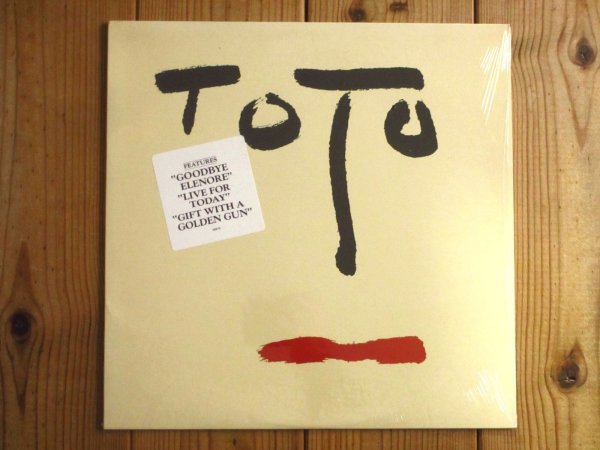 TOTO
FEATURES
"GOODBYE
ELENORE"
"LIVE FOR
TODAY"
"GIFT WITH A
GOLDEN GUN"